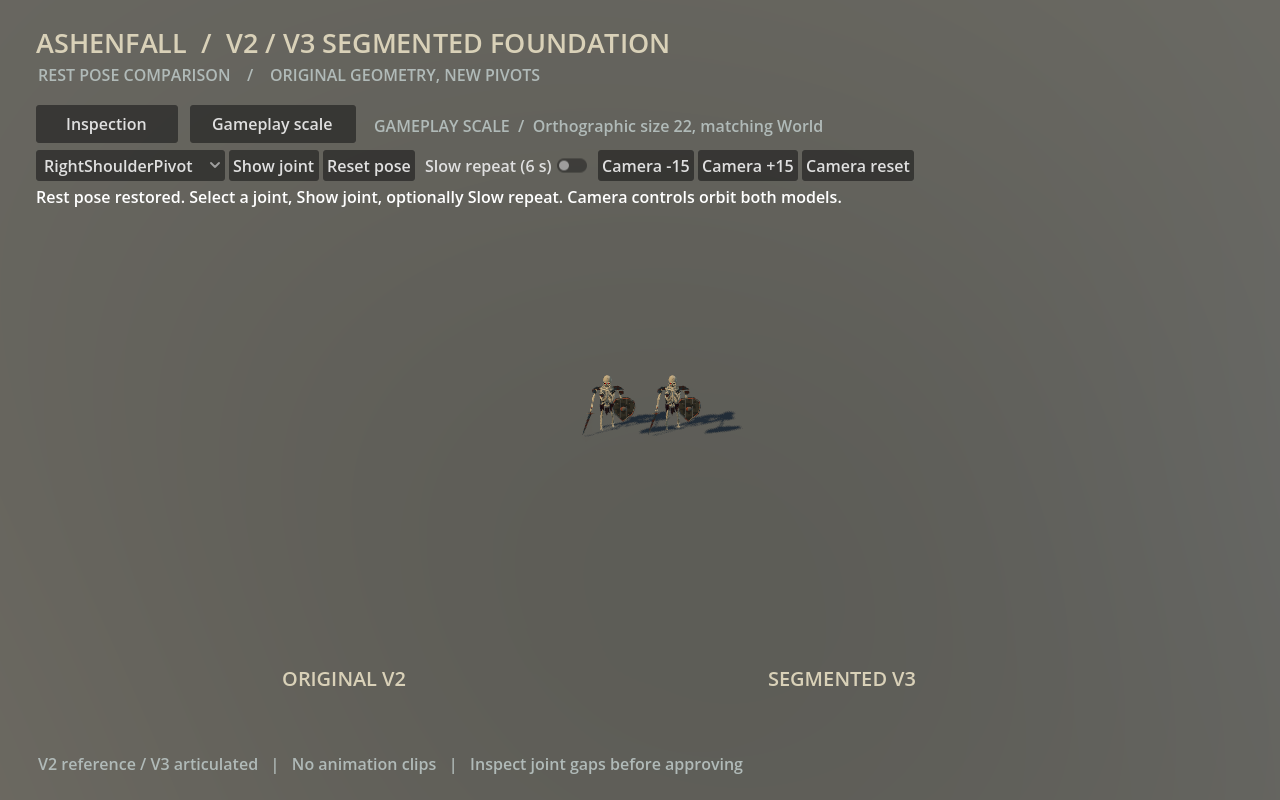 ASHENFALL / V2 / V3 SEGMENTED FOUNDATION
REST POSE COMPARISON / ORIGINAL GEOMETRY, NEW PIVOTS
Inspection Gameplay scale GAMEPLAY SCALE / Orthographic size 22, matching World
RightShoulderPivot Show joint Reset pose Slow repeat (6 s) Camera -15 Camera +15 Camera reset
Rest pose restored. Select a joint, Show joint, optionally Slow repeat. Camera controls orbit both models.
ORIGINAL V2 SEGMENTED V3
V2 reference / V3 articulated | No animation clips | Inspect joint gaps before approving